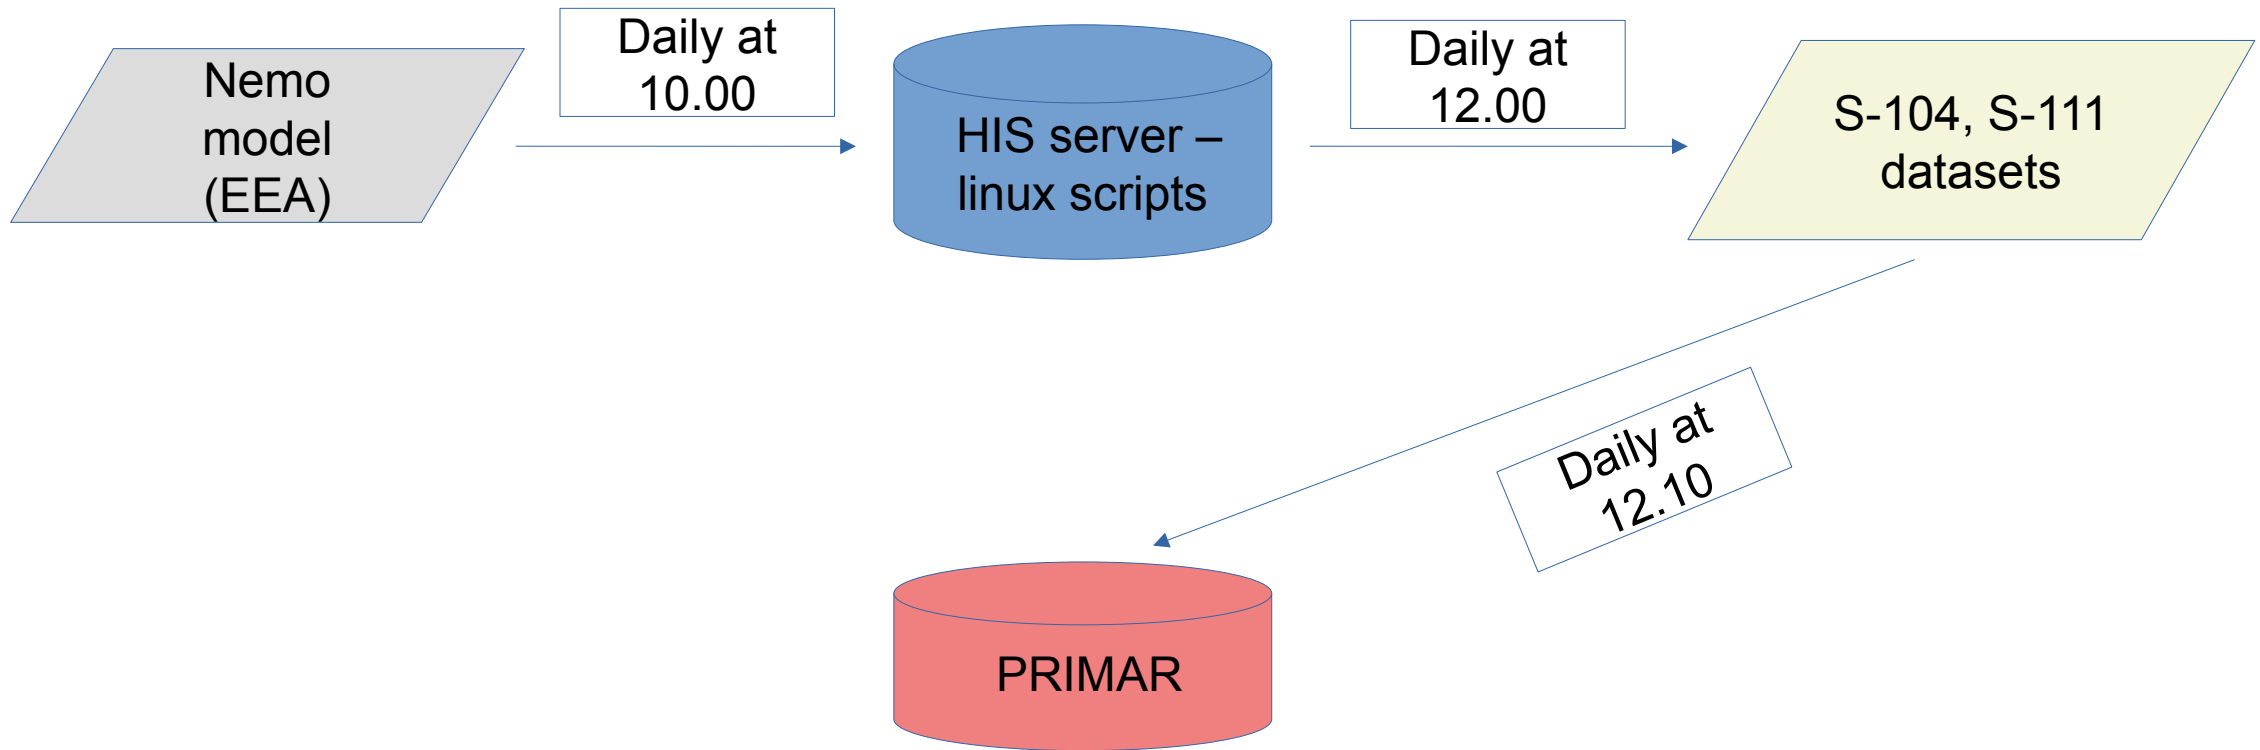 Nemo
model
(EEA)
Daily at
10.00
HIS server –
linux scripts
Daily at
12.00
S-104, S-111
datasets
Daily at
12.10
PRIMAR